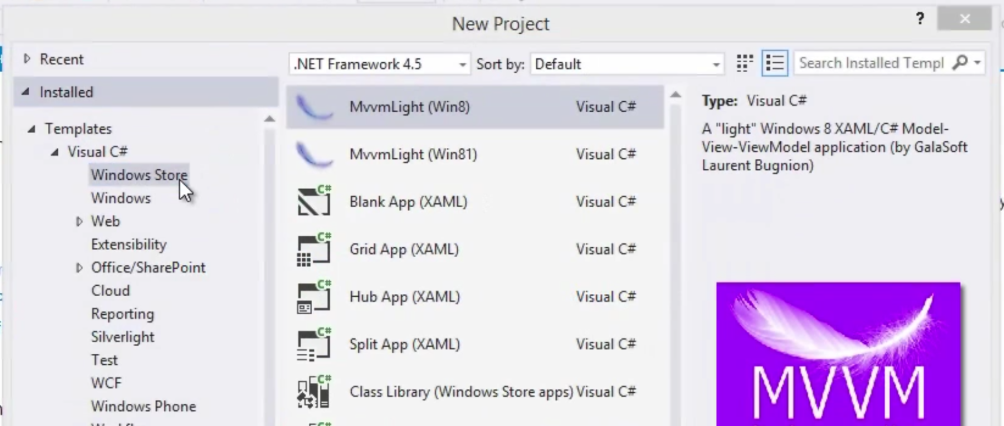 New Project
?
Recent
.NET Framework 4.5
Sort by:
Default
Search Installed Templ
Installed
Templates
Visual C#
Windows Store
Windows
Web
Extensibility
Office/SharePoint
Cloud
Reporting
Silverlight
Test
WCF
Windows Phone
MvvmLight (Win8) Visual C#
MvvmLight (Win81) Visual C#
C# Blank App (XAML) Visual C#
C# Grid App (XAML) Visual C#
C# Hub App (XAML) Visual C#
C# Split App (XAML) Visual C#
C# Class Library (Windows Store apps) Visual C#
Type: Visual C#
A "light" Windows 8 XAML/C# Model-
View-ViewModel application (by GalaSoft
Laurent Bugnion)
MVVM